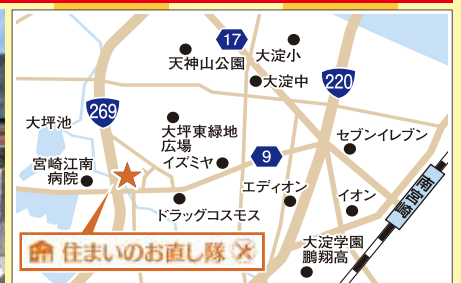 17
大淀小
天神山公園
大淀中
220
269
大坪池
大坪東緑地
広場
イズミヤ
セブンイレブン
9
宮崎江南
病院
エディオン
イオン
ドラッグコスモス
大淀学園
鵬翔高
住まいのお直し隊